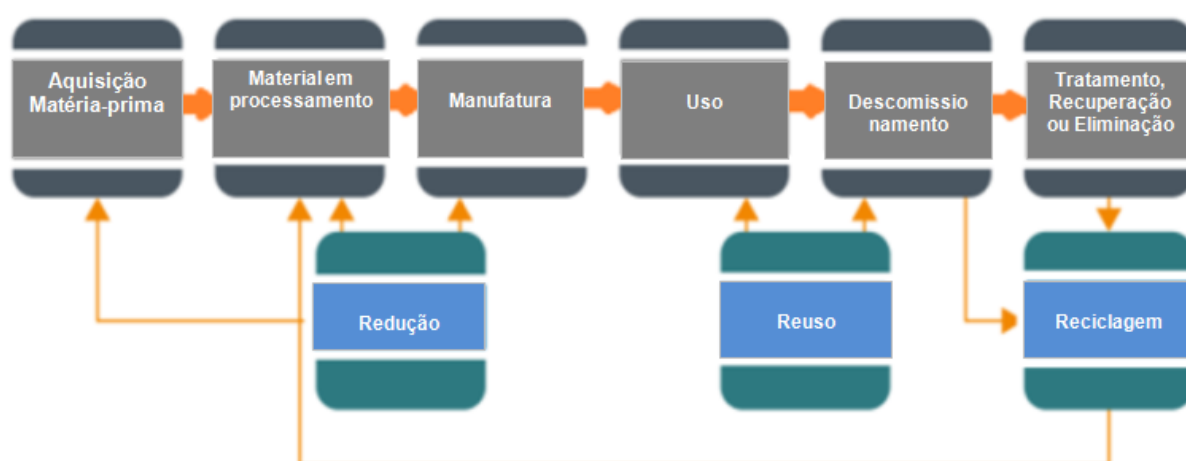 Aquisição
Matéria-prima
Material em
processamento
Manufatura
Uso
Descomissio
namento
Tratamento,
Recuperação
ou Eliminação
Redução
Reuso
Reciclagem